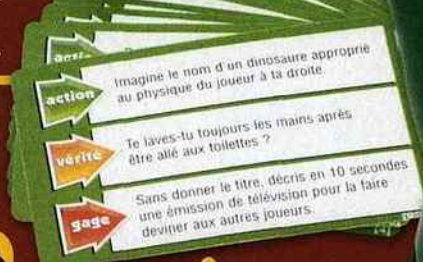 action
Imagine le nom d'un dinosaure approprié
au physique du joueur à ta droite.
vérité
Te laves-tu toujours les mains après
être allé aux toilettes ?
gage
Sans donner le titre, décris en 10 secondes
une émission de télévision pour la faire
deviner aux autres joueurs.